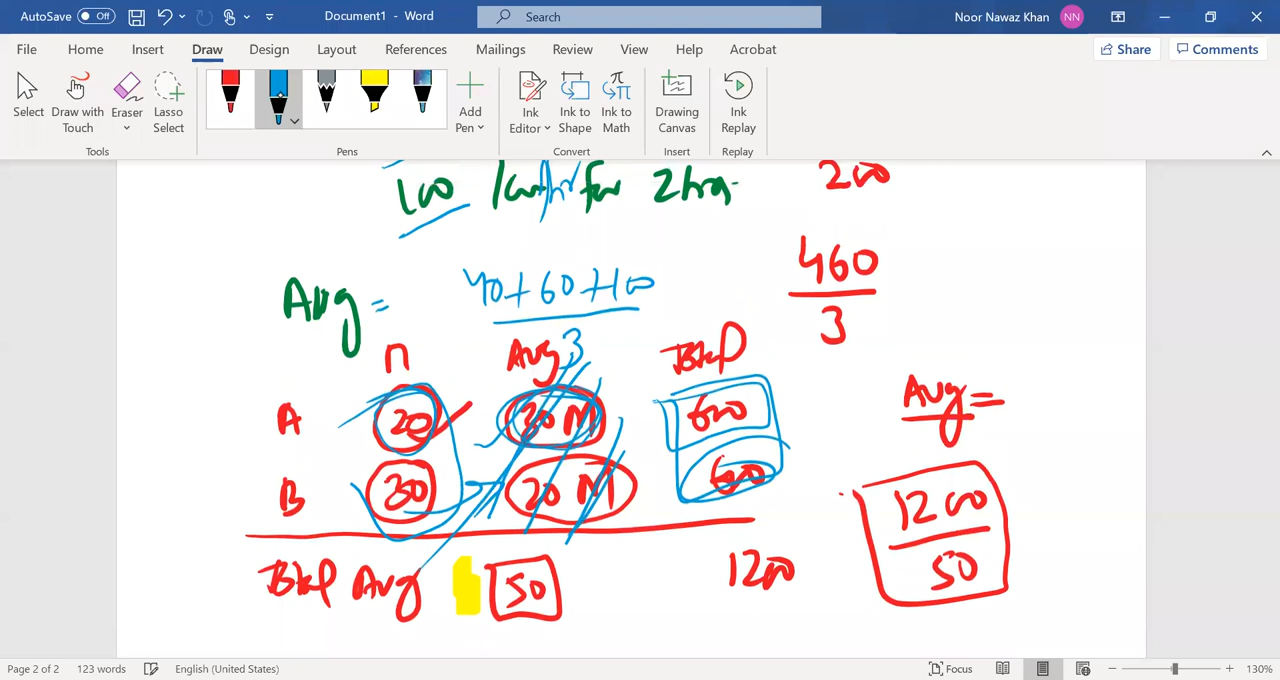 AutoSave Off Document1 - Word Search Noor Nawaz Khan NN
File Home Insert Layout References Mailings Review View Help Acrobat Share Comments
Draw Design
Select Draw with Touch Eraser Lasso Select Add Pen Ink Editor Ink to Shape Ink to Math Drawing Canvas Ink Replay
Tools Pens Convert Insert Replay
100 km/hr for 2hrs 200
460
3
Avg = 40+60+100
3
n Avg
A 20 600
B 30 20 M 600
Avg =
1200
50
Avg 50 1200
Page 2 of 2 123 words English (United States) Focus 130%